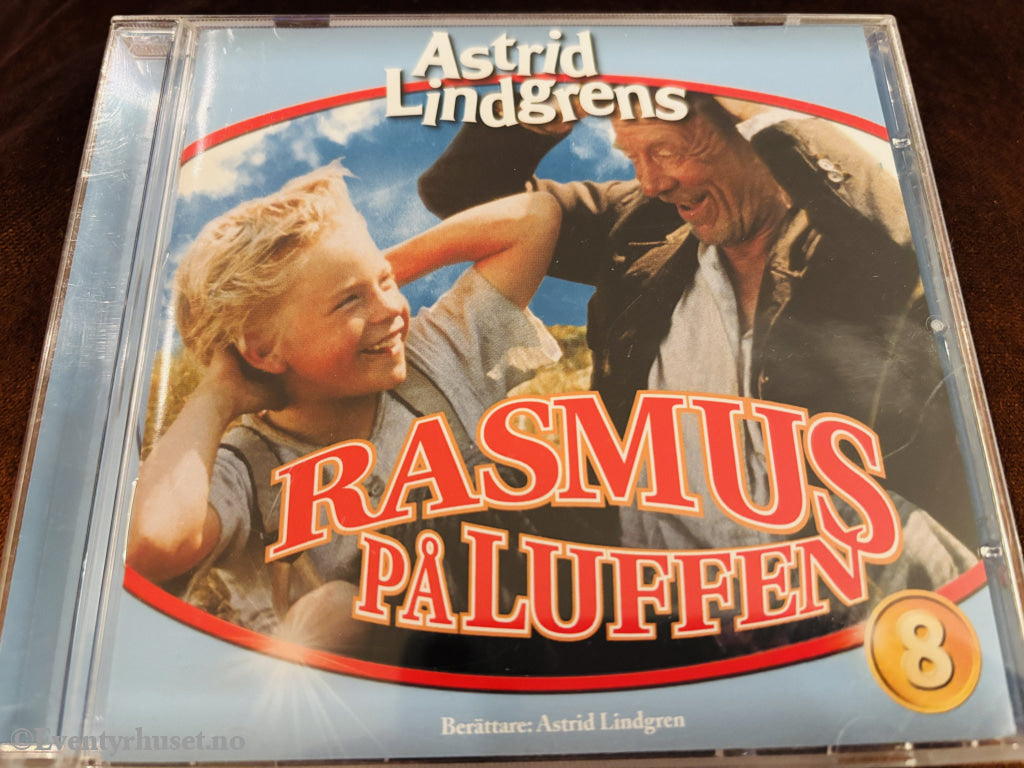 Astrid
Lindgrens
RASMUS
PÅ LUFFEN
8
Berättare: Astrid Lindgren
©Eventyrhuset.no